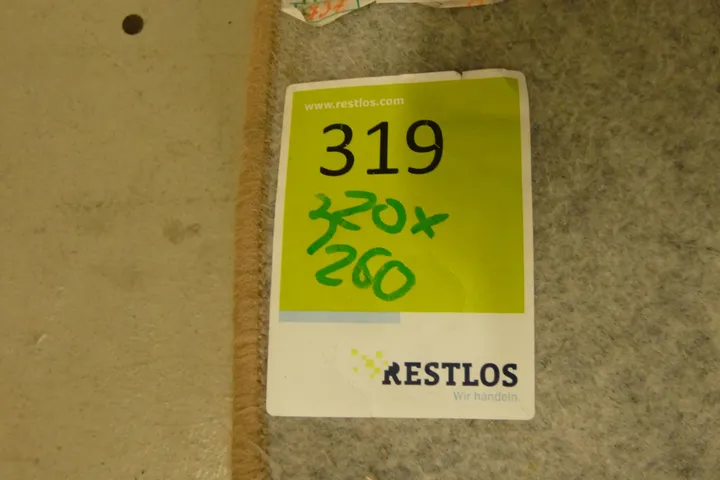 www.restlos.com
319
320x
260
RESTLOS
Wir handeln.